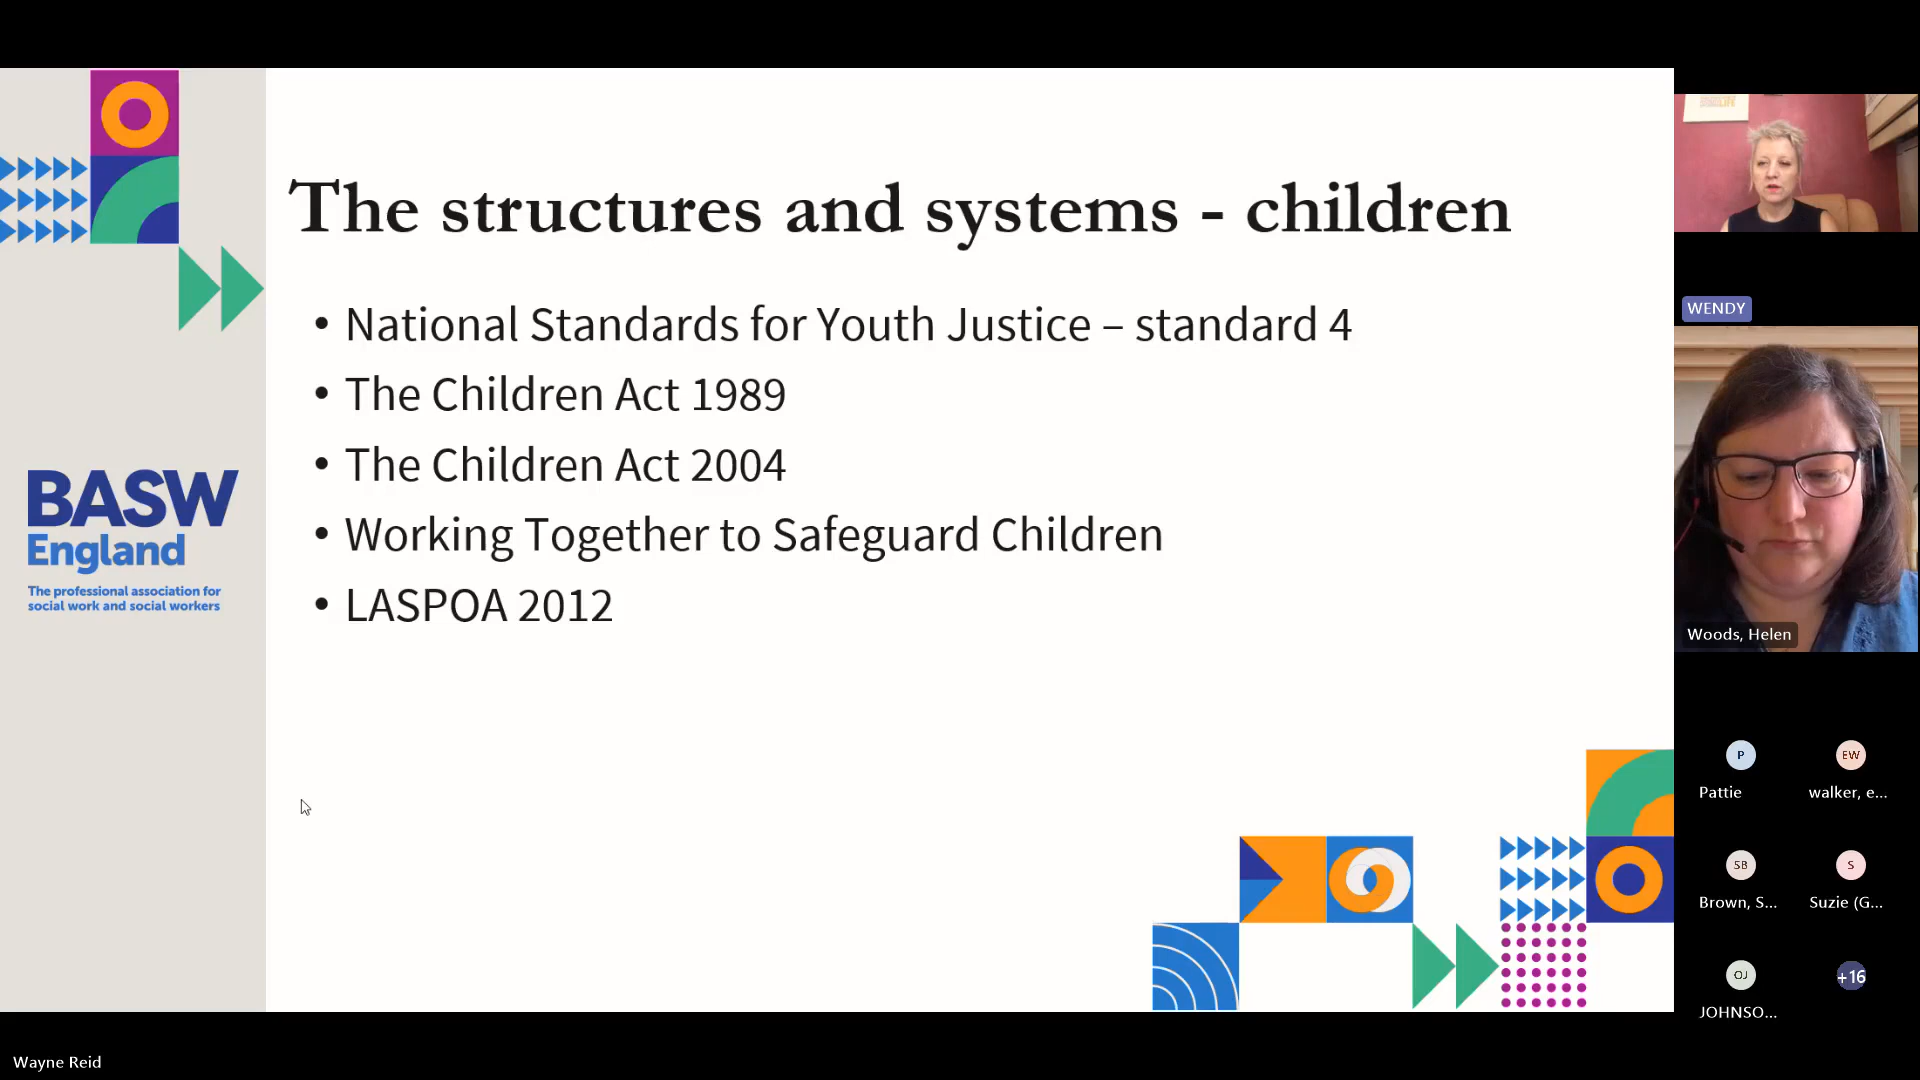 The structures and systems - children
• National Standards for Youth Justice – standard 4
• The Children Act 1989
• The Children Act 2004
• Working Together to Safeguard Children
• LASPOA 2012
BASW
England
The professional association for
social work and social workers
WENDY
Woods, Helen
P
EW
Pattie
walker, e...
SB
S
Brown, S...
Suzie (G...
OJ
+16
JOHNSO...
Wayne Reid